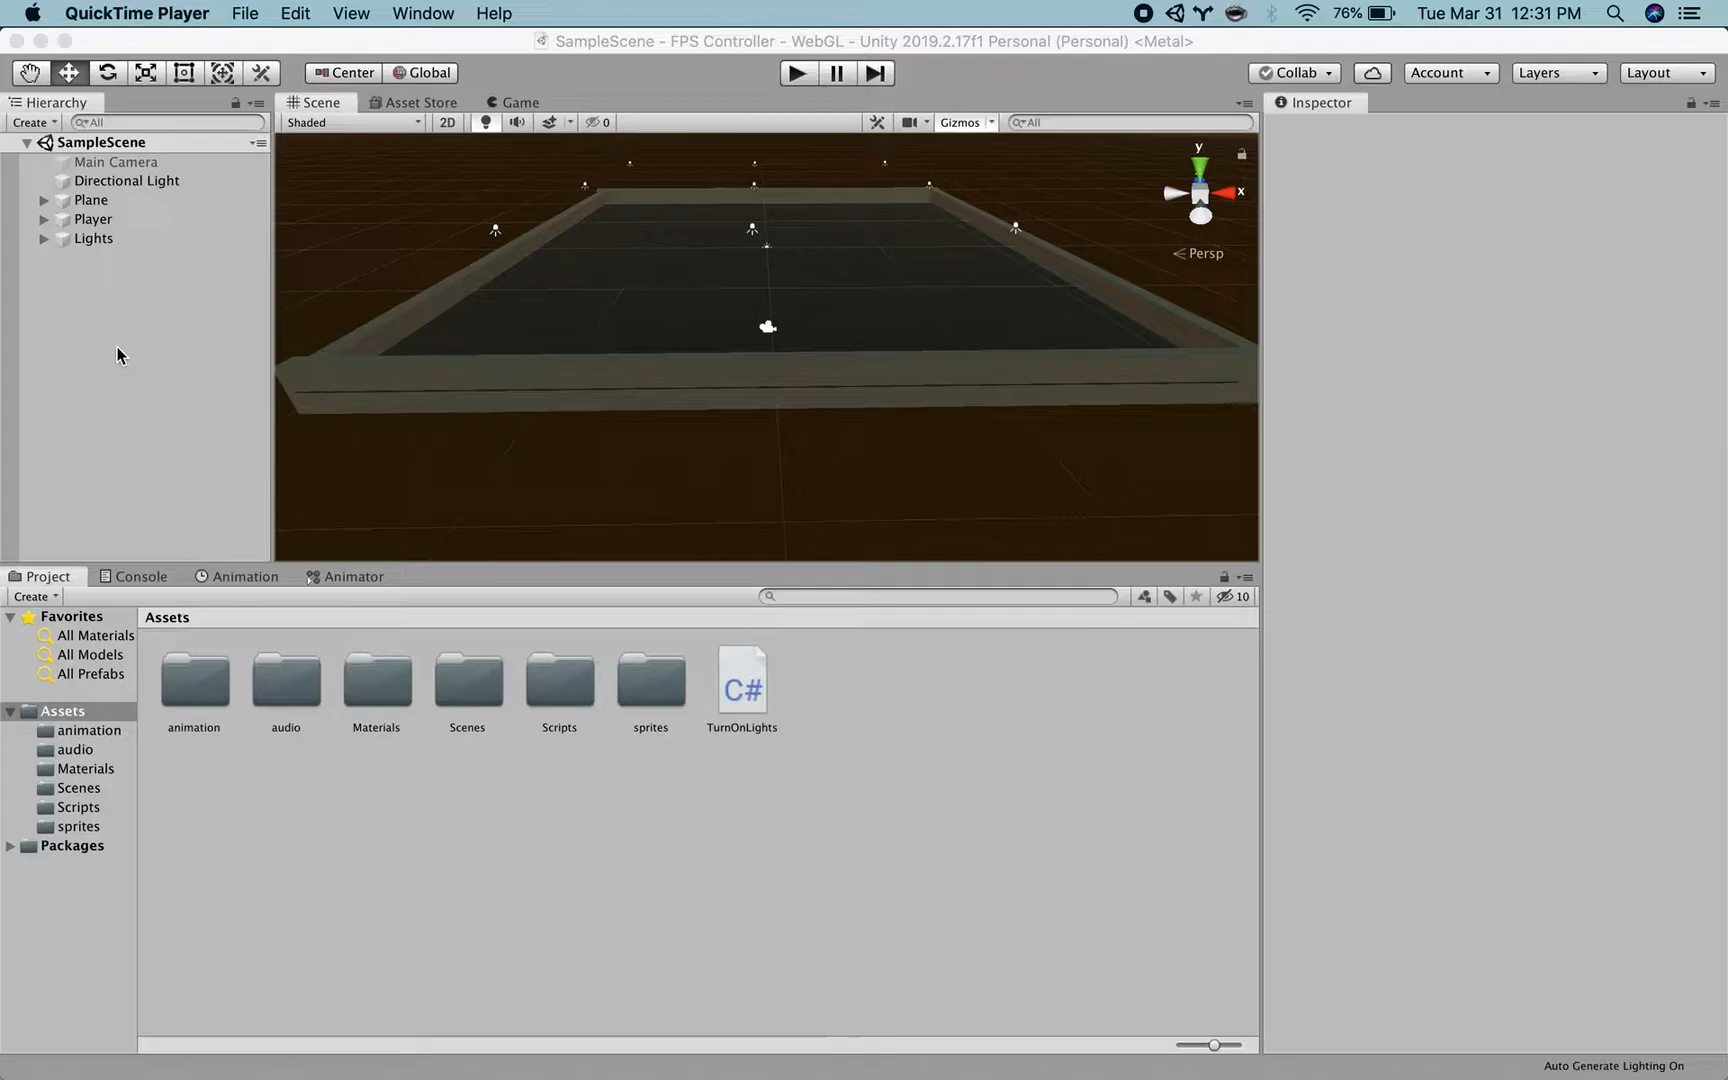 QuickTime Player File Edit View Window Help 76% Tue Mar 31 12:31 PM
SampleScene - FPS Controller - WebGL - Unity 2019.2.17f1 Personal (Personal) <Metal>
Center Global Collab Account Layers Layout
Hierarchy Scene Asset Store Game Inspector
Create All Shaded 2D 0 Gizmos All
SampleScene
Main Camera
Directional Light
Plane
Player
Lights
y
x
Persp
Project Console Animation Animator
Create 10
Favorites
All Materials
All Models
All Prefabs
Assets
animation
audio
Materials
Scenes
Scripts
sprites
Packages
Assets
C#
animation audio Materials Scenes Scripts sprites TurnOnLights
Auto Generate Lighting On